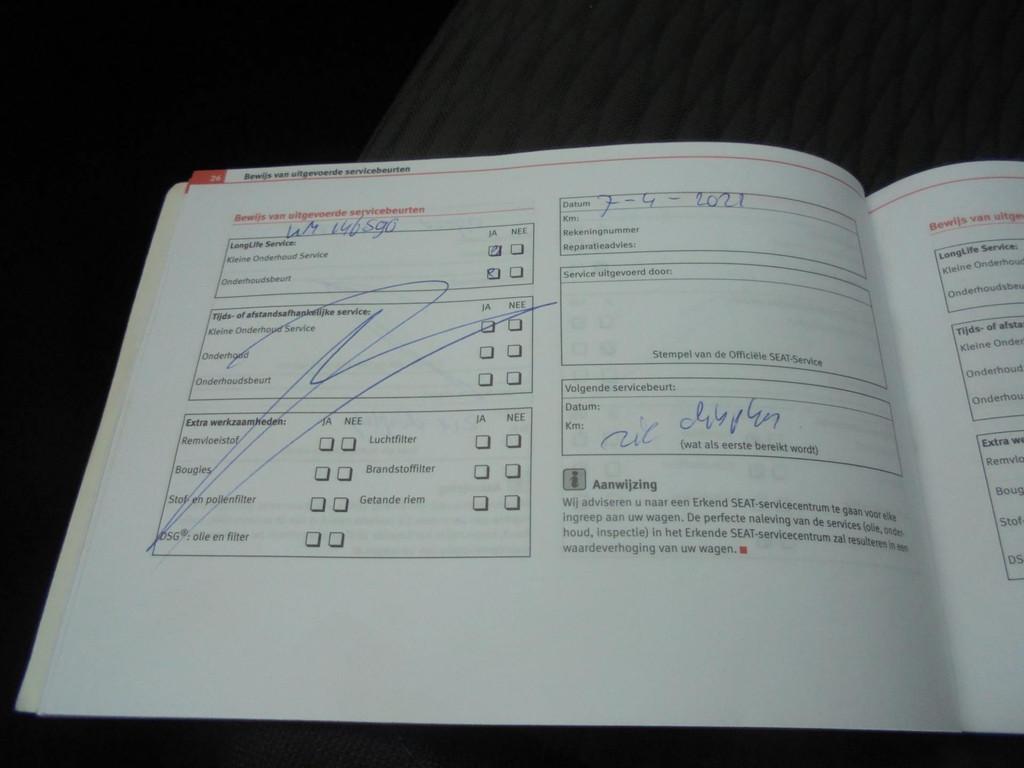 26 Bewijs van uitgevoerde servicebeurten
Bewijs van uitgevoerde servicebeurten
KM 146590
LongLife Service: JA NEE
Kleine Onderhoud Service
Onderhoudsbeurt
Tijds- of afstandsafhankelijke service: JA NEE
Kleine Onderhoud Service
Onderhoud
Onderhoudsbeurt
Extra werkzaamheden: JA NEE JA NEE
Remvloeistof Luchtfilter
Bougies Brandstoffilter
Stof- en pollenfilter Getande riem
DSG®: olie en filter
Datum 7-4-2021
Km:
Rekeningnummer
Reparatieadvies:
Service uitgevoerd door:
Stempel van de Officiële SEAT-Service
Volgende servicebeurt:
Datum:
Km: zie display
(wat als eerste bereikt wordt)
Aanwijzing
Wij adviseren u naar een Erkend SEAT-servicecentrum te gaan voor elke
ingreep aan uw wagen. De perfecte naleving van de services (olie, onder-
houd, inspectie) in het Erkende SEAT-servicecentrum zal resulteren in een
waardeverhoging van uw wagen.
Bewijs van uitge
LongLife Service:
Kleine Onderhoud
Onderhoudsbeu
Tijds- of afsta
Kleine Onder
Onderhoud
Onderhou
Extra we
Remvlo
Boug
Stof
DS